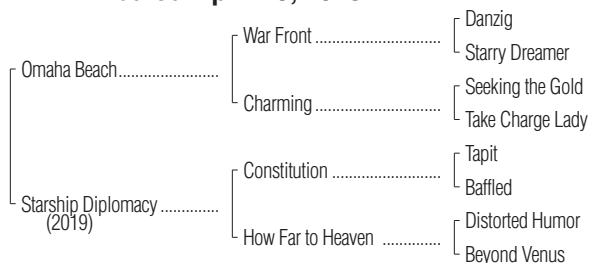 Danzig
War Front ................................
Starry Dreamer
Omaha Beach.........................
Seeking the Gold
Charming ................................
Take Charge Lady
Tapit
Constitution ............................
Baffled
Starship Diplomacy ...............
(2019)
Distorted Humor
How Far to Heaven ...............
Beyond Venus